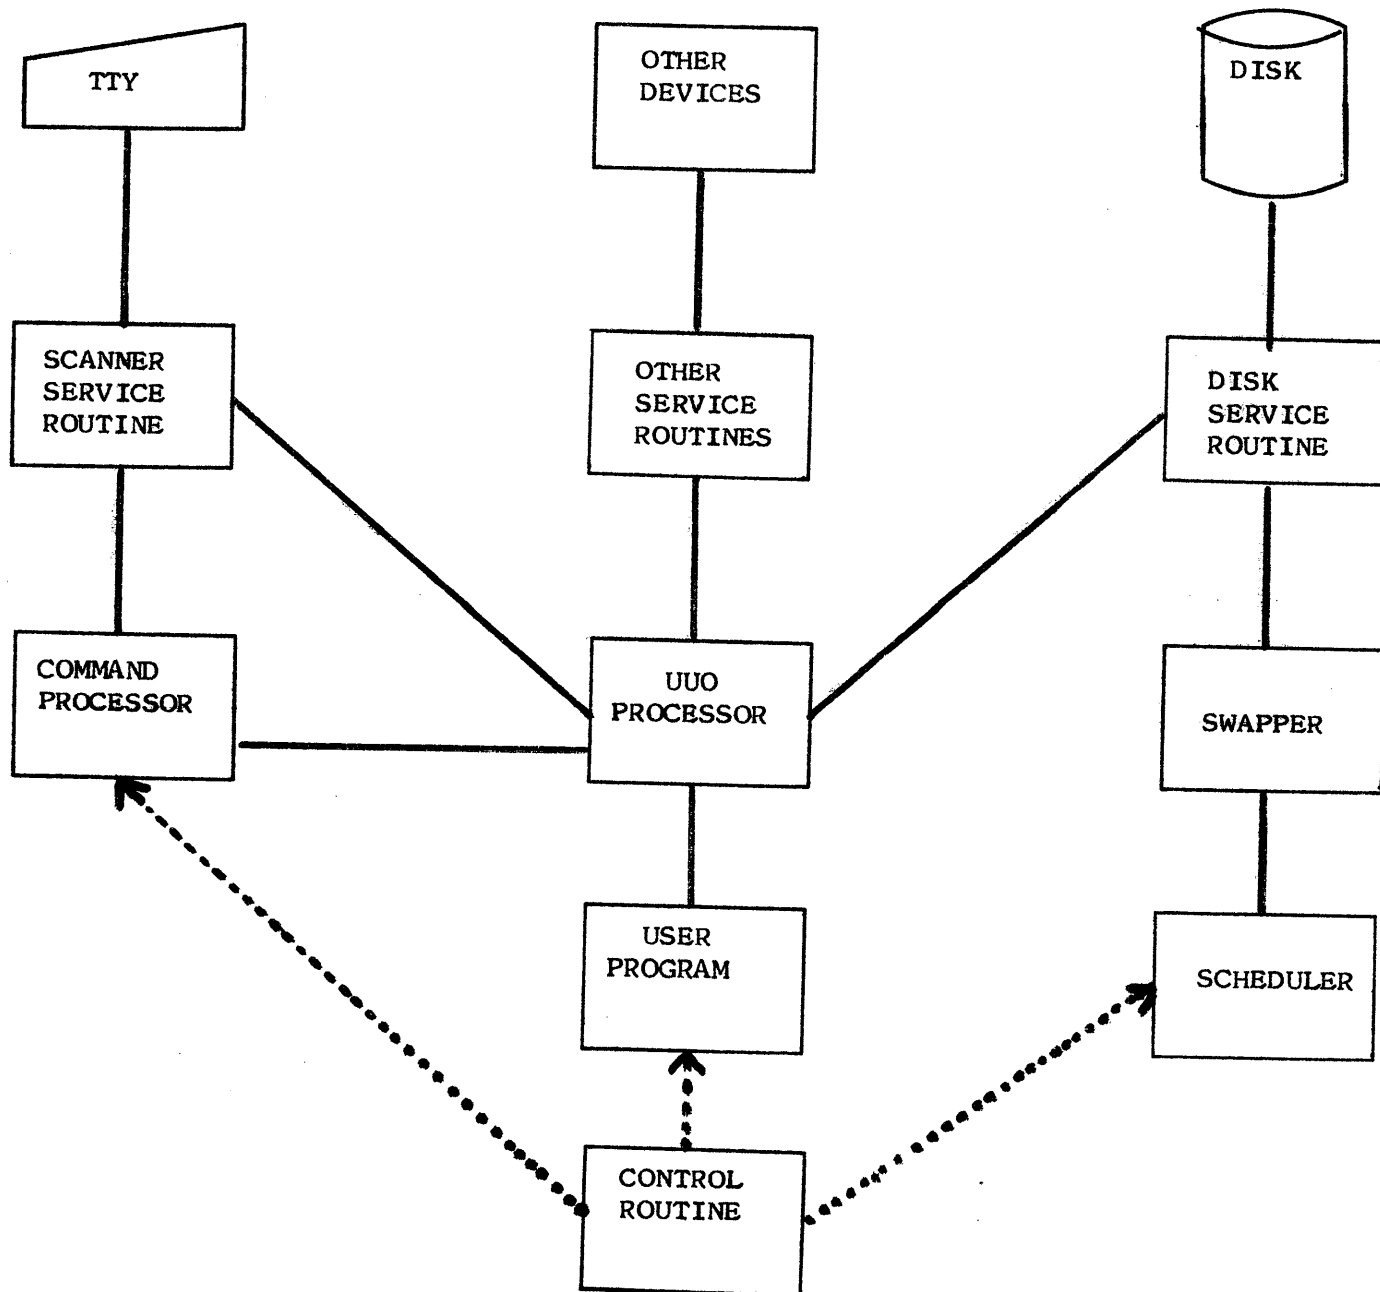 TTY
OTHER
DEVICES
DISK
SCANNER
SERVICE
ROUTINE
OTHER
SERVICE
ROUTINES
DISK
SERVICE
ROUTINE
COMMAND
PROCESSOR
UUO
PROCESSOR
SWAPPER
USER
PROGRAM
SCHEDULER
CONTROL
ROUTINE